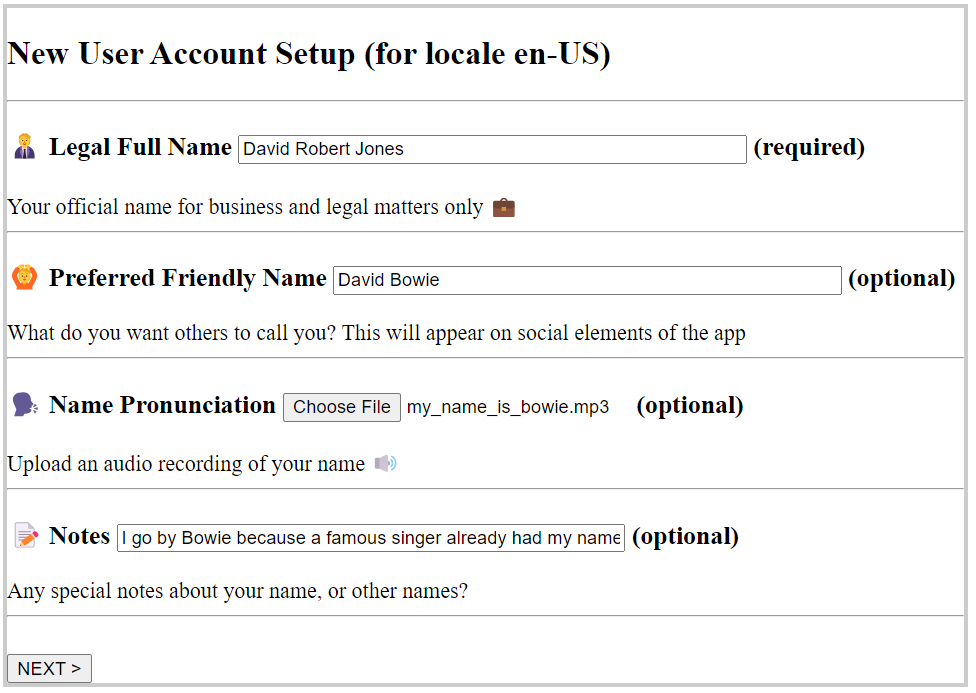 New User Account Setup (for locale en-US)
Legal Full Name David Robert Jones (required)
Your official name for business and legal matters only
Preferred Friendly Name David Bowie (optional)
What do you want others to call you? This will appear on social elements of the app
Name Pronunciation Choose File my_name_is_bowie.mp3 (optional)
Upload an audio recording of your name
Notes I go by Bowie because a famous singer already had my name (optional)
Any special notes about your name, or other names?
NEXT >